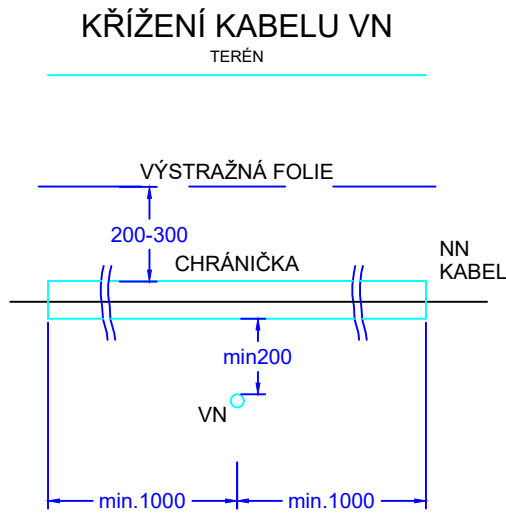 KŘÍŽENÍ KABELU VN
TERÉN
VÝSTRAŽNÁ FOLIE
200-300
CHRÁNIČKA
NN
KABEL
min200
VN
min.1000
min.1000